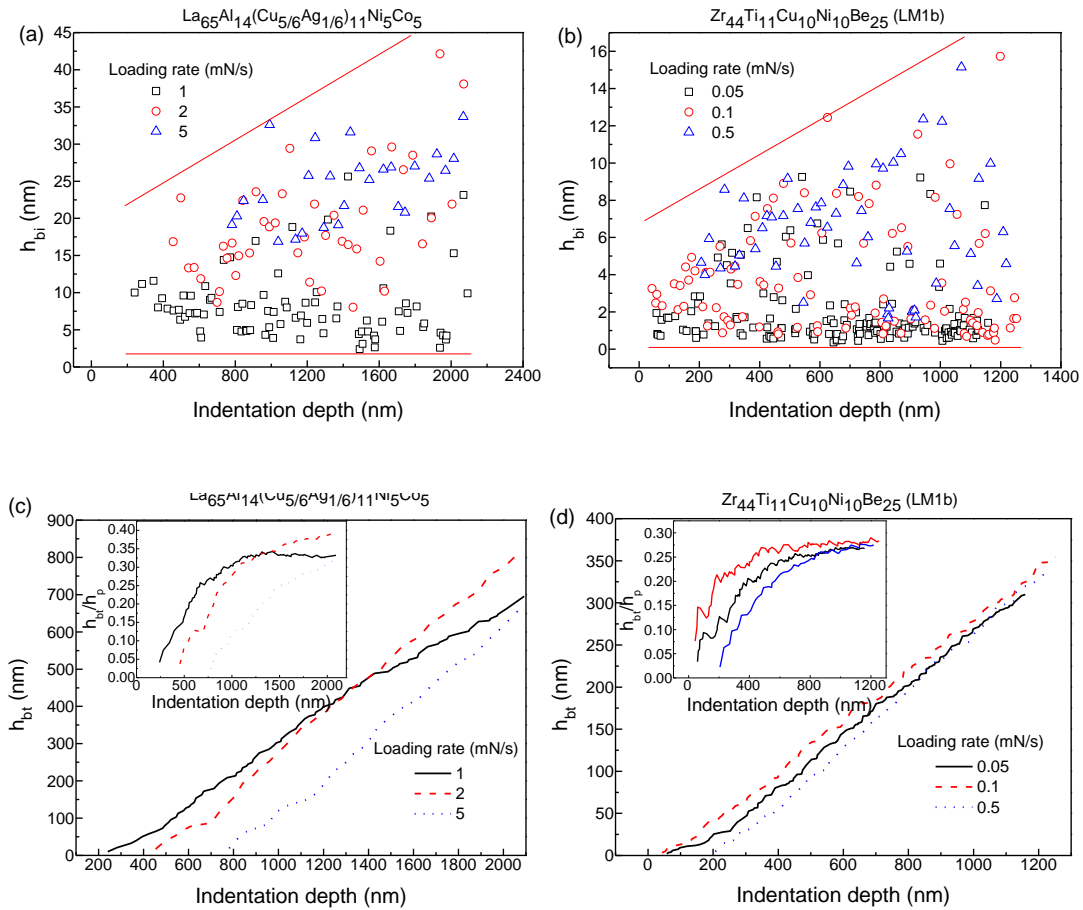 La65Al14(Cu5/6Ag1/6)11Ni5Co5
(a)
45
40
35
30
25
20
15
10
5
0
h_bi (nm)
Loading rate (mN/s)
1
2
5
0 400 800 1200 1600 2000 2400
Indentation depth (nm)
Zr44Ti11Cu10Ni10Be25 (LM1b)
(b)
16
14
12
10
8
6
4
2
0
h_bi (nm)
Loading rate (mN/s)
0.05
0.1
0.5
0 200 400 600 800 1000 1200 1400
Indentation depth (nm)
La65Al14(Cu5/6Ag1/6)11Ni5Co5
(c)
900
800
700
600
500
400
300
200
100
0
h_bt (nm)
0.40
0.35
0.30
0.25
0.20
0.15
0.10
0.05
0.00
h_bt/h_p
0 500 1000 1500 2000
Indentation depth (nm)
Loading rate (mN/s)
1
2
5
200 400 600 800 1000 1200 1400 1600 1800 2000
Indentation depth (nm)
Zr44Ti11Cu10Ni10Be25 (LM1b)
(d)
400
350
300
250
200
150
100
50
0
h_bt (nm)
0.30
0.25
0.20
0.15
0.10
0.05
0.00
h_bt/h_p
0 400 800 1200
Indentation depth (nm)
Loading rate (mN/s)
0.05
0.1
0.5
0 200 400 600 800 1000 1200
Indentation depth (nm)